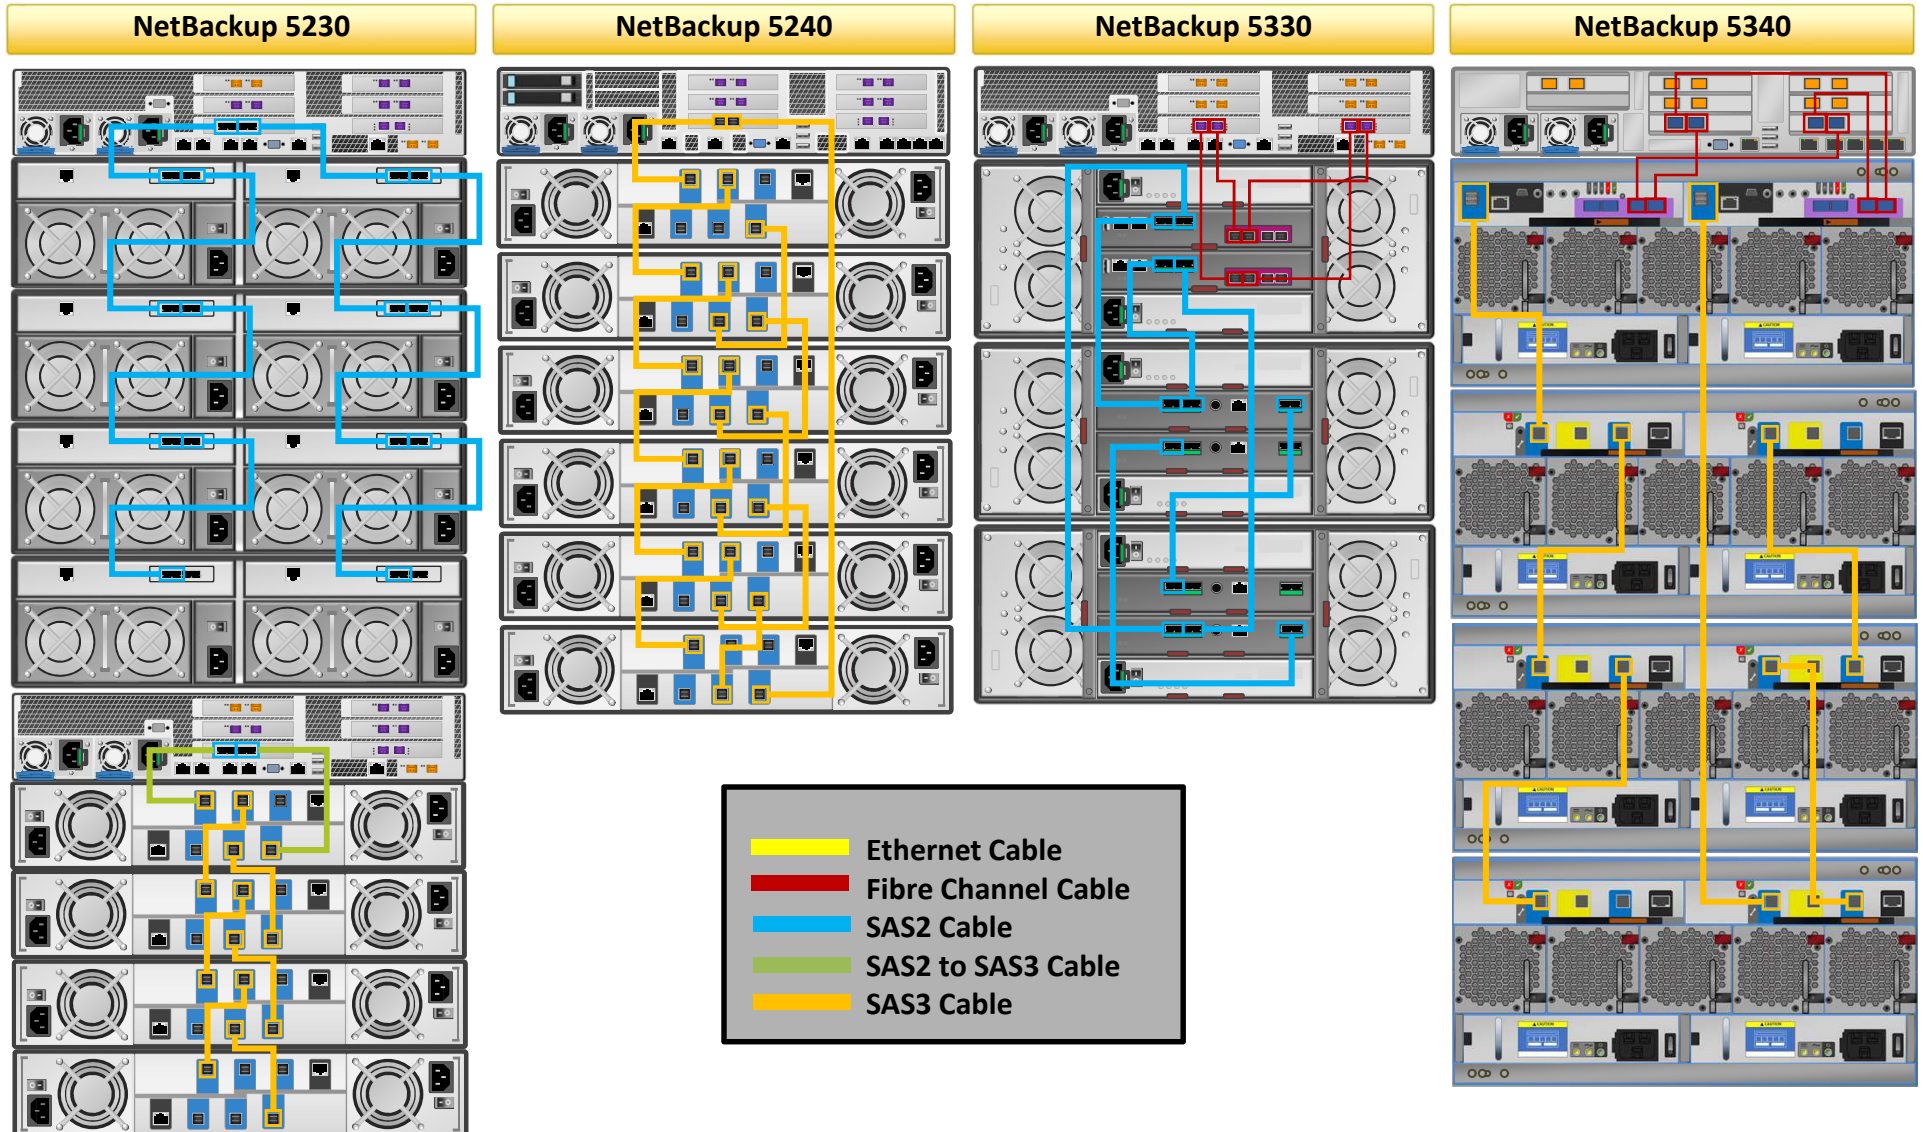 NetBackup 5230
NetBackup 5240
NetBackup 5330
NetBackup 5340
Ethernet Cable
Fibre Channel Cable
SAS2 Cable
SAS2 to SAS3 Cable
SAS3 Cable